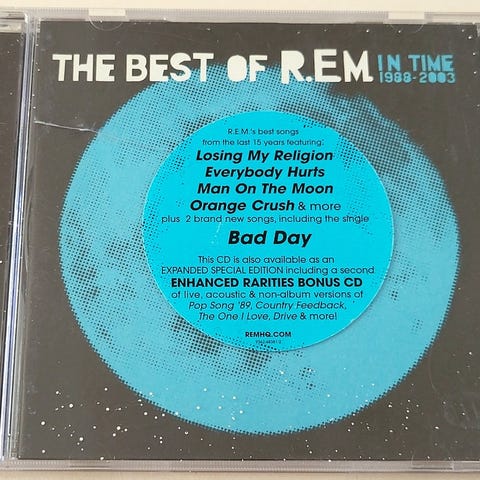 THE BEST OF R.E.M. IN TIME
1988-2003
R.E.M.'s best songs
from the last 15 years featuring:
Losing My Religion
Everybody Hurts
Man On The Moon
Orange Crush & more
plus 2 brand new songs, including the single
Bad Day
This CD is also available as an
EXPANDED SPECIAL EDITION including a second
ENHANCED RARITIES BONUS CD
of live, acoustic & non-album versions of
Pop Song '89, Country Feedback,
The One I Love, Drive & more!
REMHQ.COM